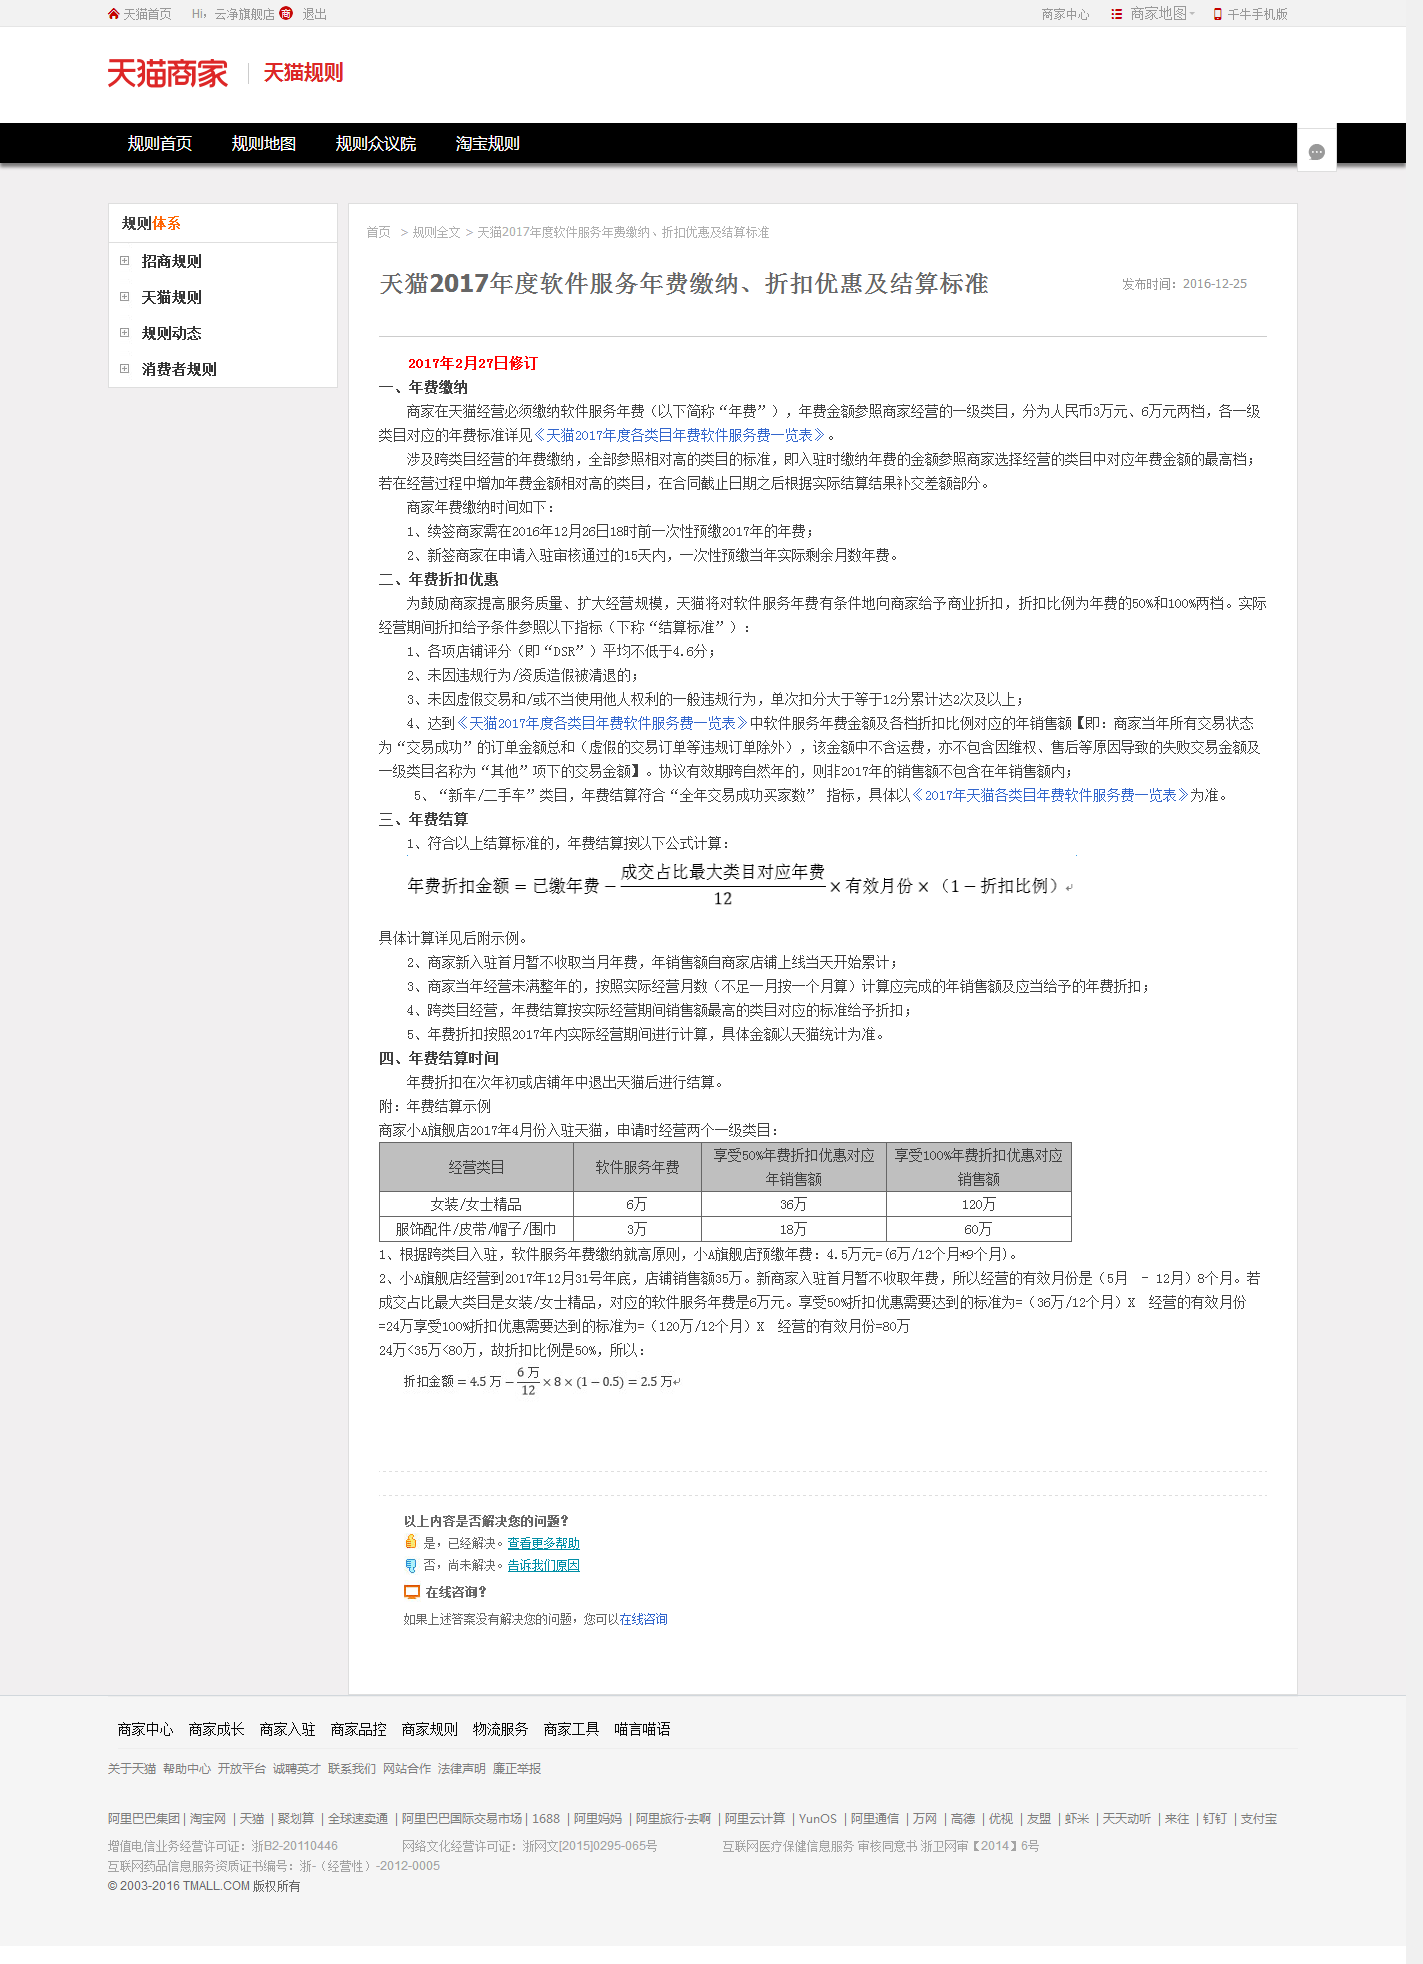 天猫首页 Hi，云净旗舰店 商 退出 商家中心 商家地图 千牛手机版
天猫商家 天猫规则
规则首页 规则地图 规则众议院 淘宝规则
规则体系
招商规则
天猫规则
规则动态
消费者规则
首页 > 规则全文 > 天猫2017年度软件服务年费缴纳、折扣优惠及结算标准
天猫2017年度软件服务年费缴纳、折扣优惠及结算标准 发布时间：2016-12-25
2017年2月27日修订
一、年费缴纳
商家在天猫经营必须缴纳软件服务年费（以下简称“年费”），年费金额参照商家经营的一级类目，分为人民币3万元、6万元两档，各一级
类目对应的年费标准详见《天猫2017年度各类目年费软件服务费一览表》。
涉及跨类目经营的年费缴纳，全部参照相对高的类目的标准，即入驻时缴纳年费的金额参照商家选择经营的类目中对应年费金额的最高档；
若在经营过程中增加年费金额相对高的类目，在合同截止日期之后根据实际结算结果补交差额部分。
商家年费缴纳时间如下：
1、续签商家需在2016年12月26日18时前一次性预缴2017年的年费；
2、新签商家在申请入驻审核通过的15天内，一次性预缴当年实际剩余月数年费。
二、年费折扣优惠
为鼓励商家提高服务质量、扩大经营规模，天猫将对软件服务年费有条件地向商家给予商业折扣，折扣比例为年费的50%和100%两档。实际
经营期间折扣给予条件参照以下指标（下称“结算标准”）：
1、各项店铺评分（即“DSR”）平均不低于4.6分；
2、未因违规行为/资质造假被清退的；
3、未因虚假交易和/或不当使用他人权利的一般违规行为，单次扣分大于等于12分累计达2次及以上；
4、达到《天猫2017年度各类目年费软件服务费一览表》中软件服务年费金额及各档折扣比例对应的年销售额【即：商家当年所有交易状态
为“交易成功”的订单金额总和（虚假的交易订单等违规订单除外），该金额中不含运费，亦不包含因维权、售后等原因导致的失败交易金额及
一级类目名称为“其他”项下的交易金额】。协议有效期跨自然年的，则非2017年的销售额不包含在年销售额内；
5、“新车/二手车”类目，年费结算符合“全年交易成功买家数” 指标，具体以《2017年天猫各类目年费软件服务费一览表》为准。
三、年费结算
1、符合以上结算标准的，年费结算按以下公式计算：
年费折扣金额＝已缴年费－成交占比最大类目对应年费/12×有效月份×（1－折扣比例）↵
具体计算详见后附示例。
2、商家新入驻首月暂不收取当月年费，年销售额自商家店铺上线当天开始累计；
3、商家当年经营未满整年的，按照实际经营月数（不足一月按一个月算）计算应完成的年销售额及应当给予的年费折扣；
4、跨类目经营，年费结算按实际经营期间销售额最高的类目对应的标准给予折扣；
5、年费折扣按照2017年内实际经营期间进行计算，具体金额以天猫统计为准。
四、年费结算时间
年费折扣在次年初或店铺年中退出天猫后进行结算。
附：年费结算示例
商家小A旗舰店2017年4月份入驻天猫，申请时经营两个一级类目：
经营类目 软件服务年费 享受50%年费折扣优惠对应年销售额 享受100%年费折扣优惠对应销售额
女装/女士精品 6万 36万 120万
服饰配件/皮带/帽子/围巾 3万 18万 60万
1、根据跨类目入驻，软件服务年费缴纳就高原则，小A旗舰店预缴年费：4.5万元=(6万/12个月*9个月)。
2、小A旗舰店经营到2017年12月31号年底，店铺销售额35万。新商家入驻首月暂不收取年费，所以经营的有效月份是（5月 － 12月）8个月。若
成交占比最大类目是女装/女士精品，对应的软件服务年费是6万元。享受50%折扣优惠需要达到的标准为=（36万/12个月）X 经营的有效月份
=24万享受100%折扣优惠需要达到的标准为=（120万/12个月）X 经营的有效月份=80万
24万<35万<80万，故折扣比例是50%，所以：
折扣金额＝4.5 万－6 万/12×8×(1－0.5)＝2.5 万↵
以上内容是否解决您的问题？
是，已经解决。查看更多帮助
否，尚未解决。告诉我们原因
在线咨询？
如果上述答案没有解决您的问题，您可以在线咨询
商家中心 商家成长 商家入驻 商家品控 商家规则 物流服务 商家工具 喵言喵语
关于天猫 帮助中心 开放平台 诚聘英才 联系我们 网站合作 法律声明 廉正举报
阿里巴巴集团 | 淘宝网 | 天猫 | 聚划算 | 全球速卖通 | 阿里巴巴国际交易市场 | 1688 | 阿里妈妈 | 阿里旅行·去啊 | 阿里云计算 | YunOS | 阿里通信 | 万网 | 高德 | 优视 | 友盟 | 虾米 | 天天动听 | 来往 | 钉钉 | 支付宝
增值电信业务经营许可证：浙B2-20110446 网络文化经营许可证：浙网文[2015]0295-065号 互联网医疗保健信息服务 审核同意书 浙卫网审【2014】6号
互联网药品信息服务资质证书编号：浙-（经营性）-2012-0005
© 2003-2016 TMALL.COM 版权所有